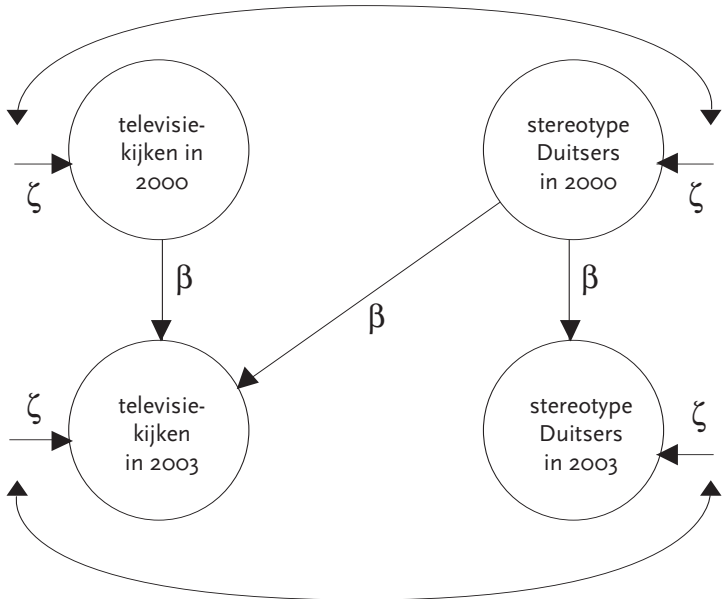 televisie-
kijken in
2000
stereotype
Duitsers
in 2000
ζ
ζ
β
β
β
televisie-
kijken
in 2003
stereotype
Duitsers
in 2003
ζ
ζ